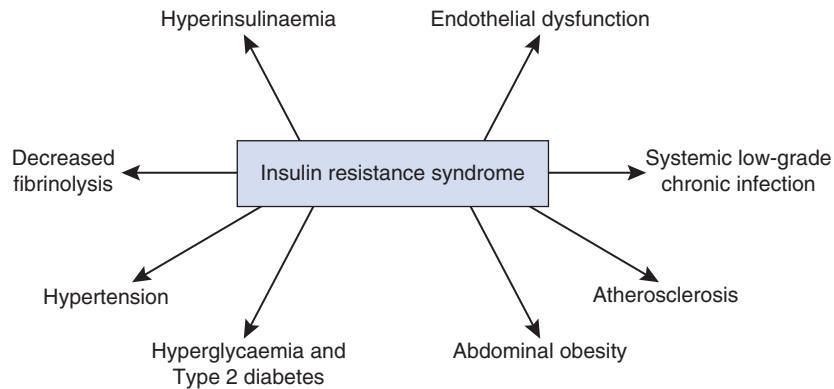 Hyperinsulinaemia
Endothelial dysfunction
Decreased
fibrinolysis
Insulin resistance syndrome
Systemic low-grade
chronic infection
Hypertension
Atherosclerosis
Hyperglycaemia and
Type 2 diabetes
Abdominal obesity